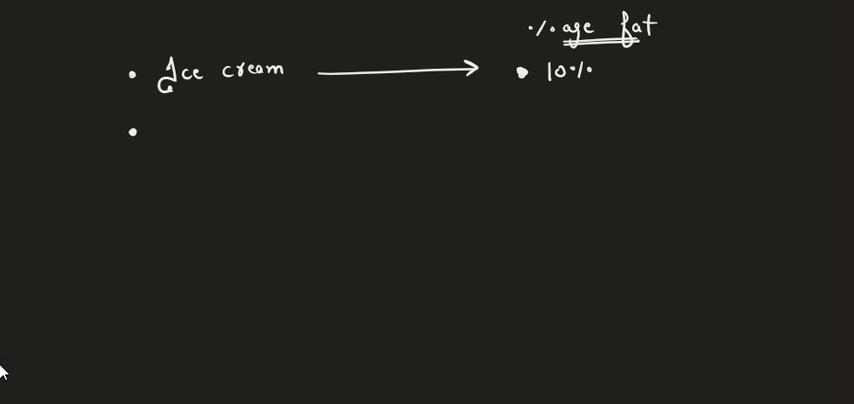 %age fat
• Ice cream → • 10%
•